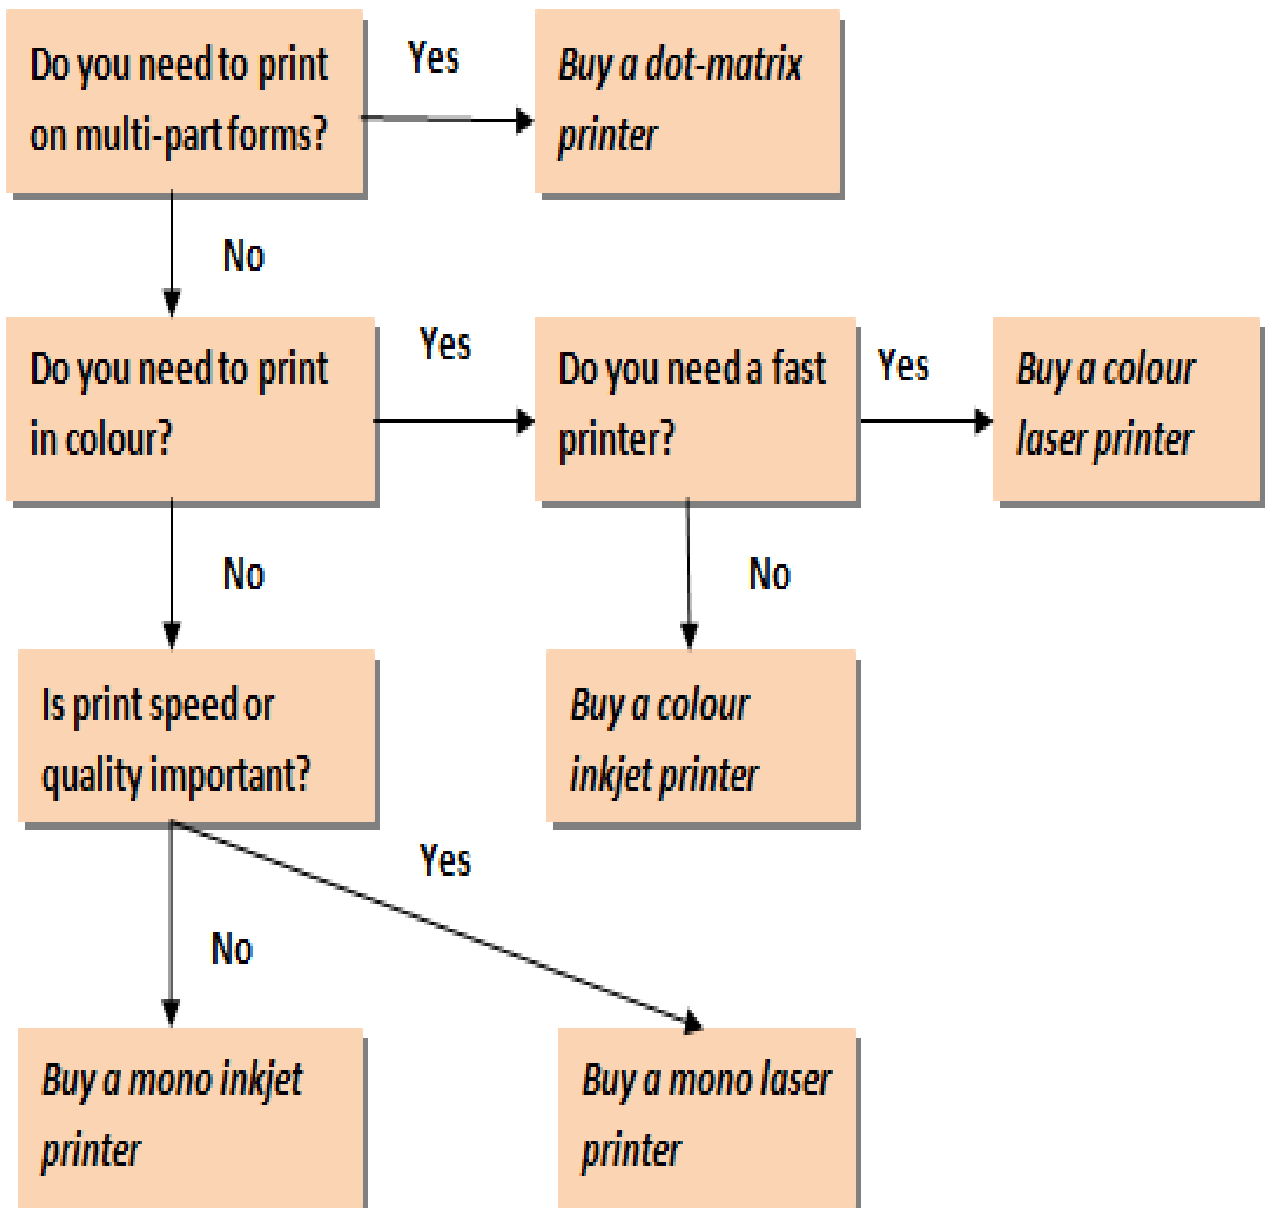 Do you need to print
on multi-part forms?
Yes
Buy a dot-matrix
printer
No
Do you need to print
in colour?
Yes
Do you need a fast
printer?
Yes
Buy a colour
laser printer
No
No
Is print speed or
quality important?
Buy a colour
inkjet printer
Yes
No
Buy a mono inkjet
printer
Buy a mono laser
printer